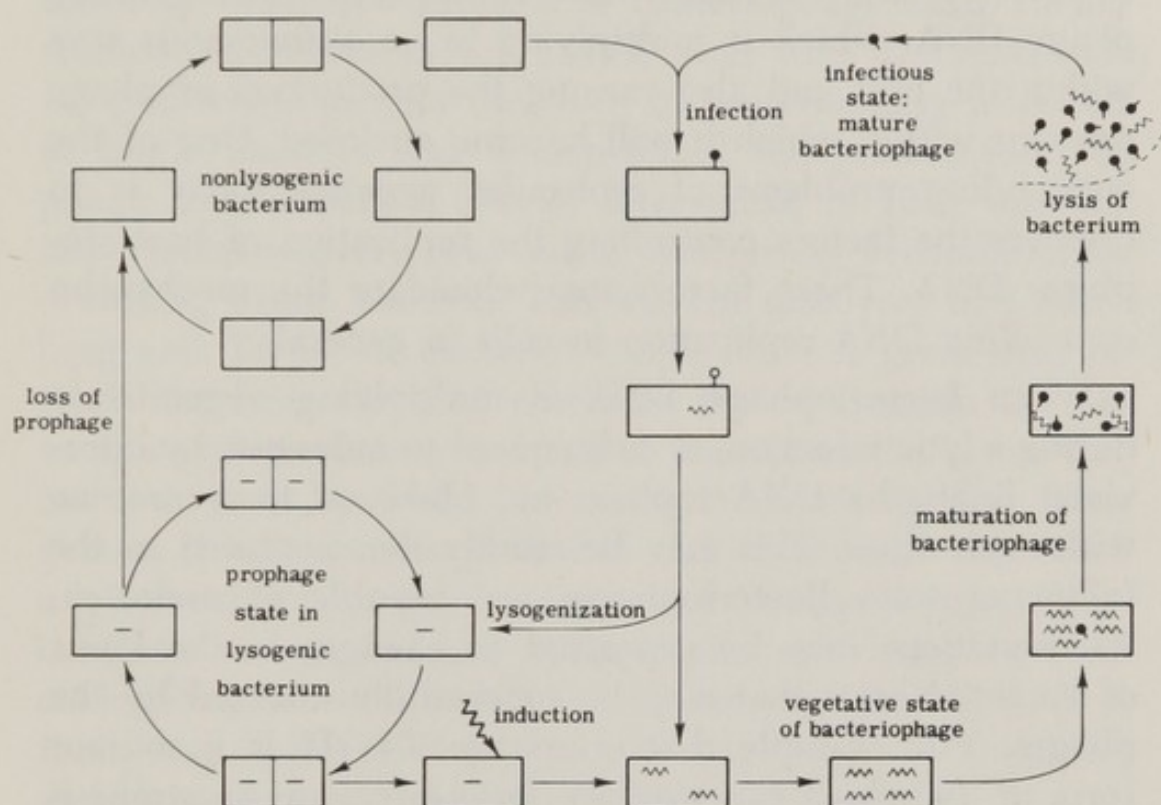 infection
infectious
state:
mature
bacteriophage
nonlysogenic
bacterium
lysis of
bacterium
loss of
prophage
maturation of
bacteriophage
prophage
state in
lysogenic
bacterium
lysogenization
induction
vegetative state
of bacteriophage